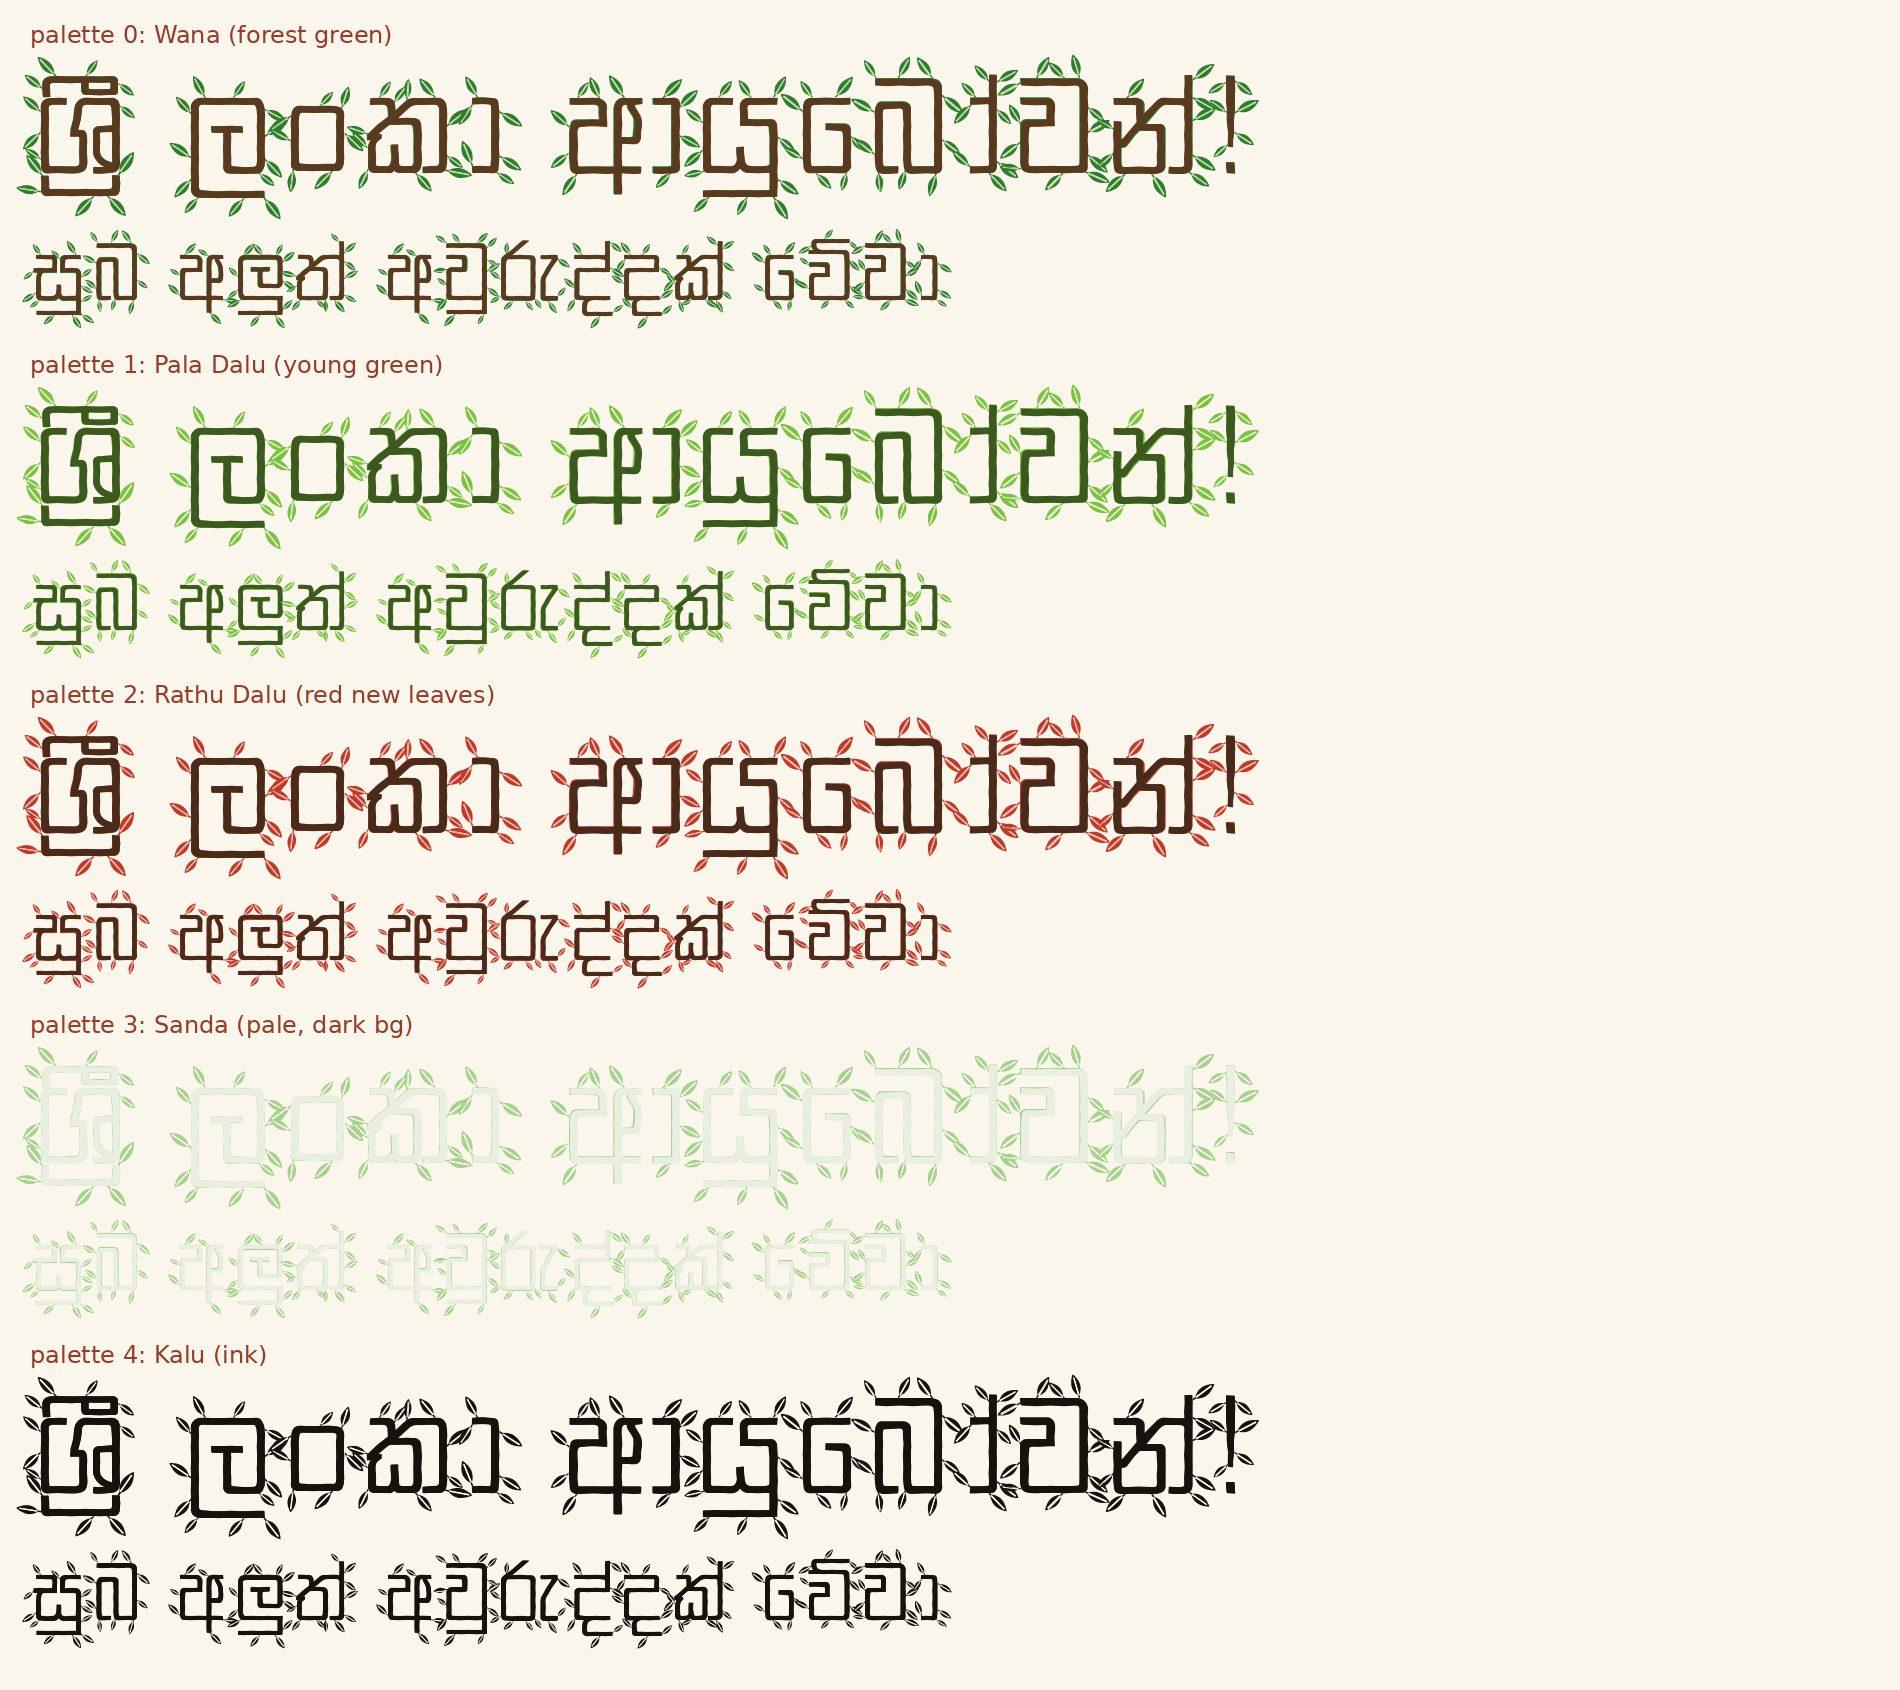 palette 0: Wana (forest green)
ශ්‍රී ලංකා ආයුබෝවන්!
සුබ අලුත් අවුරුද්දක් වේවා
palette 1: Pala Dalu (young green)
ශ්‍රී ලංකා ආයුබෝවන්!
සුබ අලුත් අවුරුද්දක් වේවා
palette 2: Rathu Dalu (red new leaves)
ශ්‍රී ලංකා ආයුබෝවන්!
සුබ අලුත් අවුරුද්දක් වේවා
palette 3: Sanda (pale, dark bg)
ශ්‍රී ලංකා ආයුබෝවන්!
සුබ අලුත් අවුරුද්දක් වේවා
palette 4: Kalu (ink)
ශ්‍රී ලංකා ආයුබෝවන්!
සුබ අලුත් අවුරුද්දක් වේවා